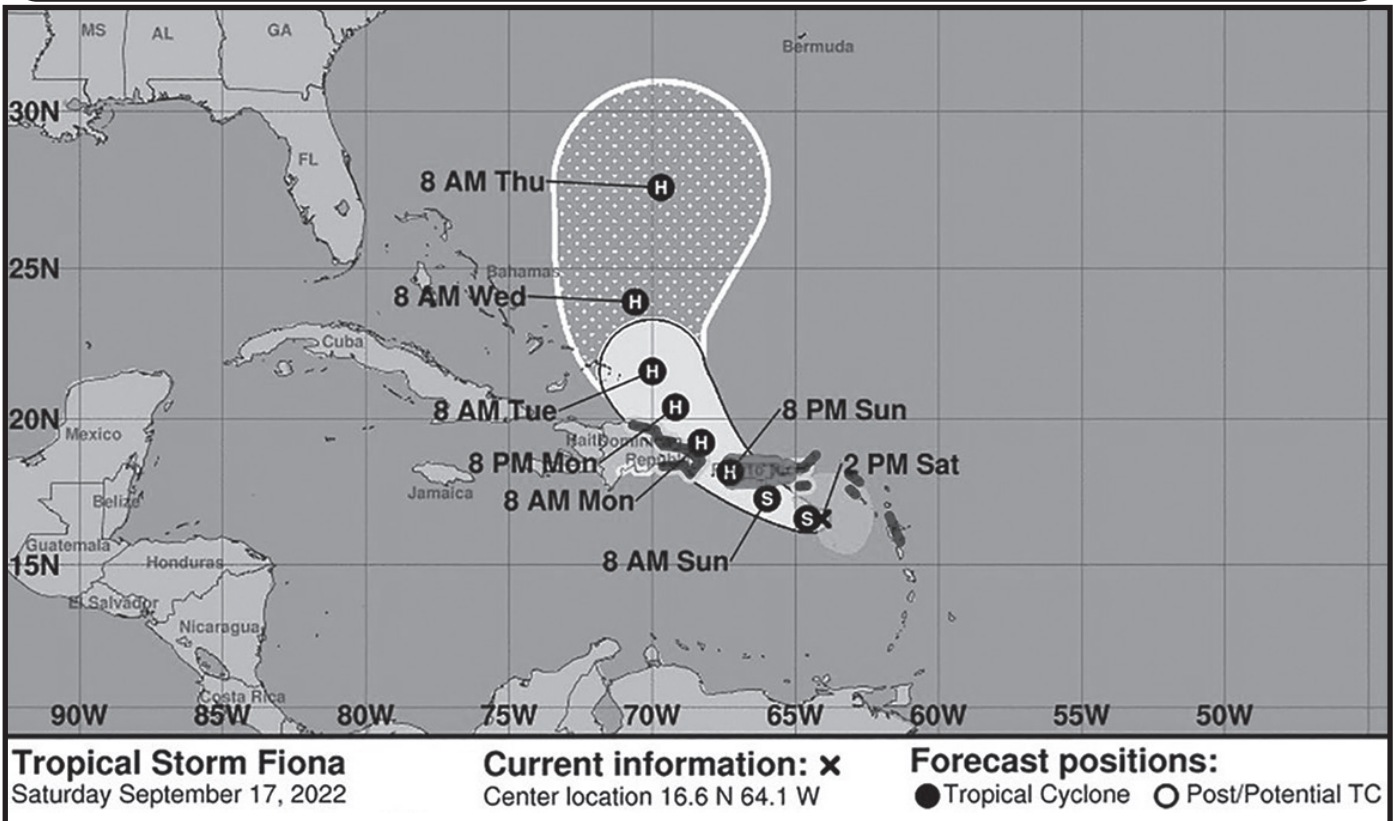 MS
AL
GA
Bermuda
30N
FL
8 AM Thu
H
25N
Bahamas
8 AM Wed
H
Cuba
H
8 AM Tue
20N
H
8 PM Sun
Mexico
Haiti
Dominican
Republic
H
8 PM Mon
H
2 PM Sat
Jamaica
8 AM Mon
S
S
Belize
Guatemala
Honduras
15N
8 AM Sun
El Salvador
Nicaragua
Costa Rica
90W 85W 80W 75W 70W 65W 60W 55W 50W
Tropical Storm Fiona
Saturday September 17, 2022
Current information: ×
Center location 16.6 N 64.1 W
Forecast positions:
Tropical Cyclone Post/Potential TC